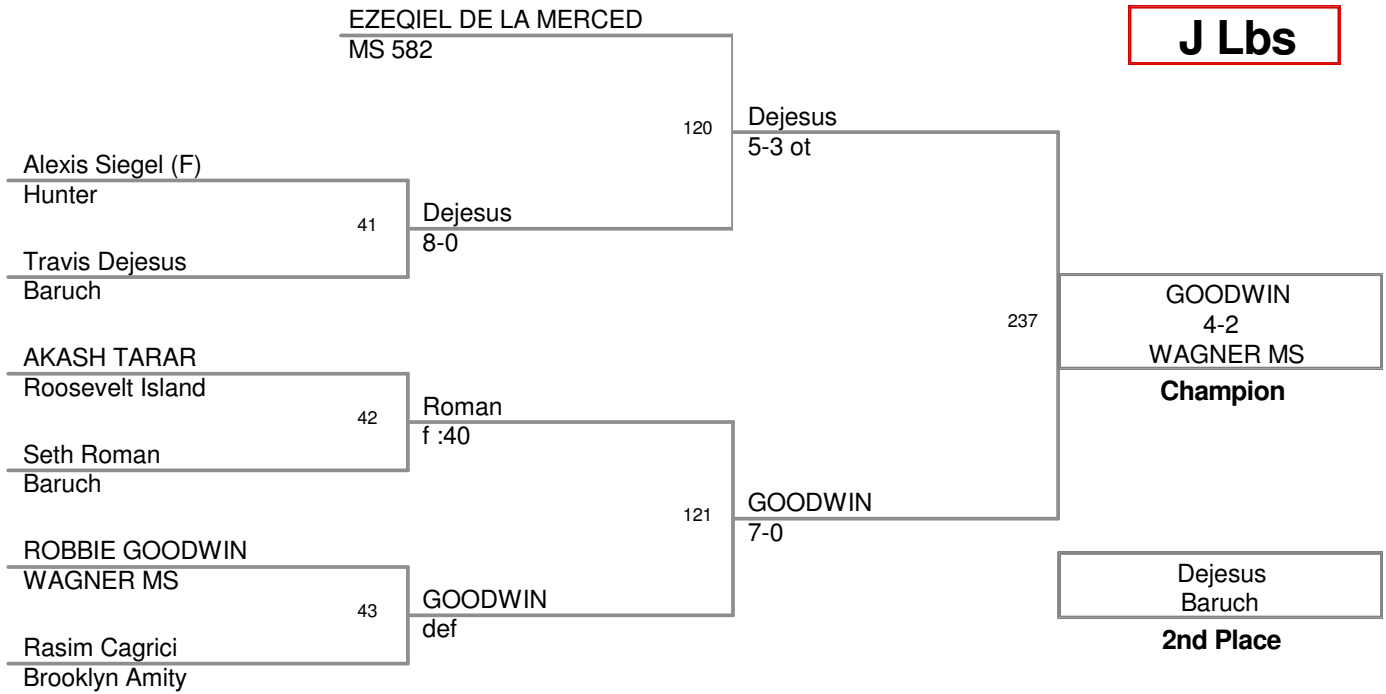 EZEQIEL DE LA MERCED
MS 582
J Lbs
120
Dejesus
5-3 ot
Alexis Siegel (F)
Hunter
41
Dejesus
8-0
Travis Dejesus
Baruch
237
GOODWIN
4-2
WAGNER MS
Champion
AKASH TARAR
Roosevelt Island
42
Roman
f :40
Seth Roman
Baruch
121
GOODWIN
7-0
ROBBIE GOODWIN
WAGNER MS
43
GOODWIN
def
Rasim Cagrici
Brooklyn Amity
Dejesus
Baruch
2nd Place